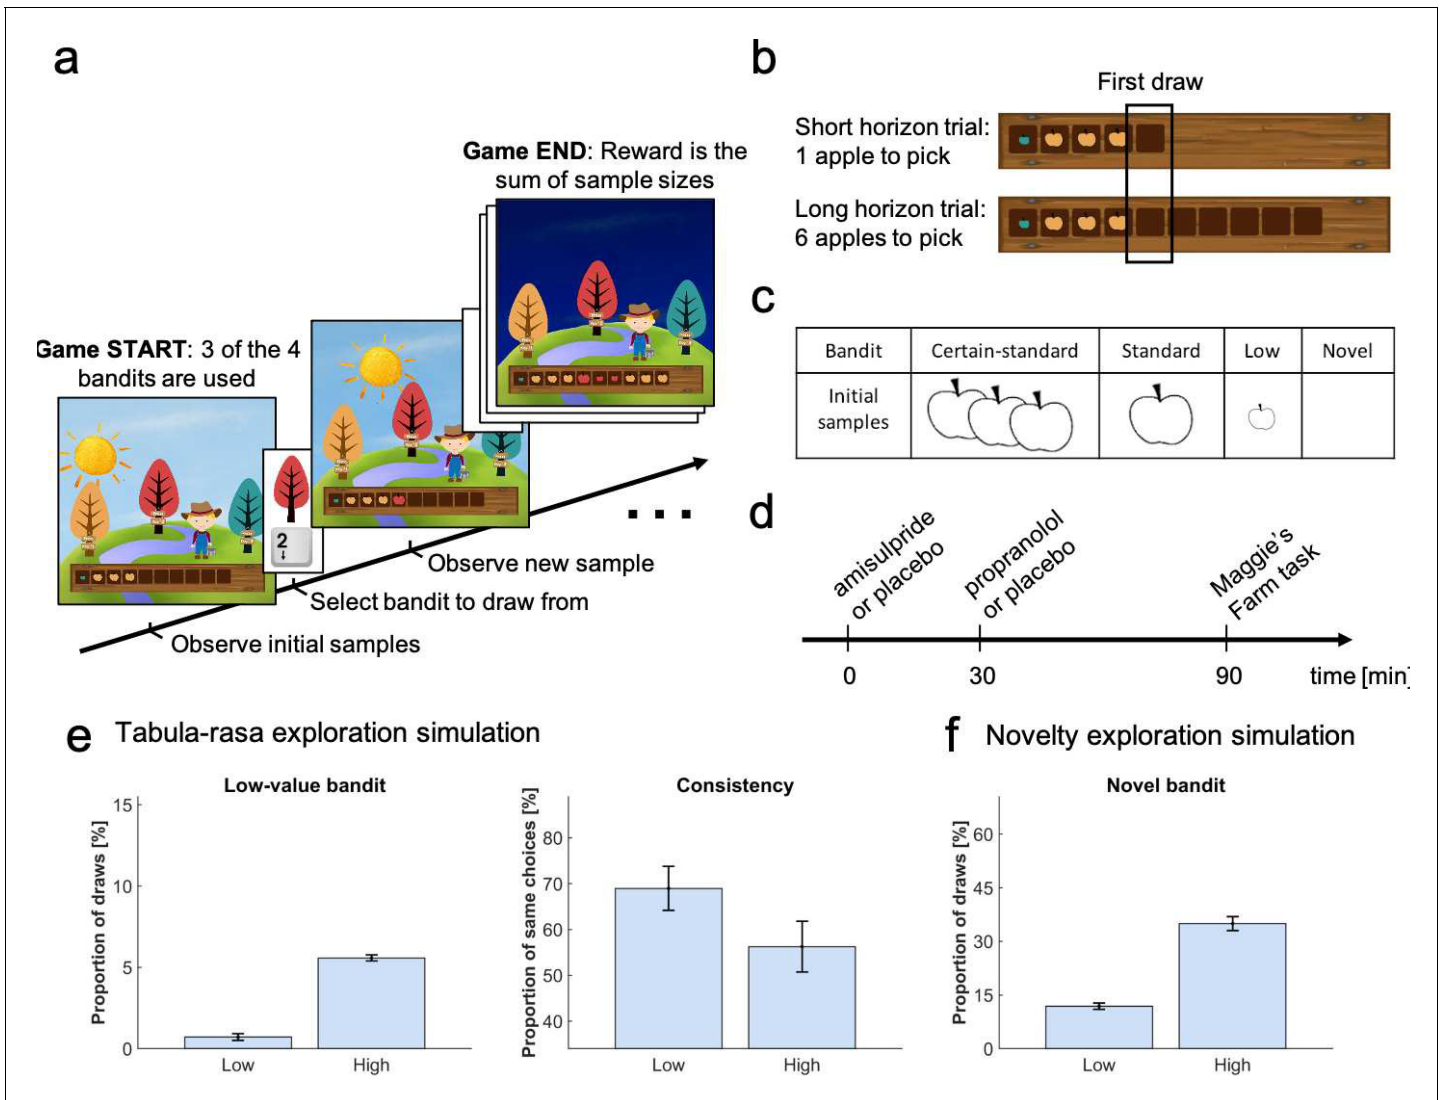 a
Game END: Reward is the
sum of sample sizes
Game START: 3 of the 4
bandits are used
2
Observe new sample
Select bandit to draw from
Observe initial samples
b
First draw
Short horizon trial:
1 apple to pick
Long horizon trial:
6 apples to pick
c
Bandit Certain-standard Standard Low Novel
Initial
samples
d
amisulpride
or placebo
propranolol
or placebo
Maggie's
Farm task
0 30 90 time [min]
e Tabula-rasa exploration simulation
Low-value bandit
Proportion of draws [%]
15
10
5
0
Low High
Consistency
Proportion of same choices [%]
80
70
60
50
40
Low High
f Novelty exploration simulation
Novel bandit
Proportion of draws [%]
60
45
30
15
0
Low High